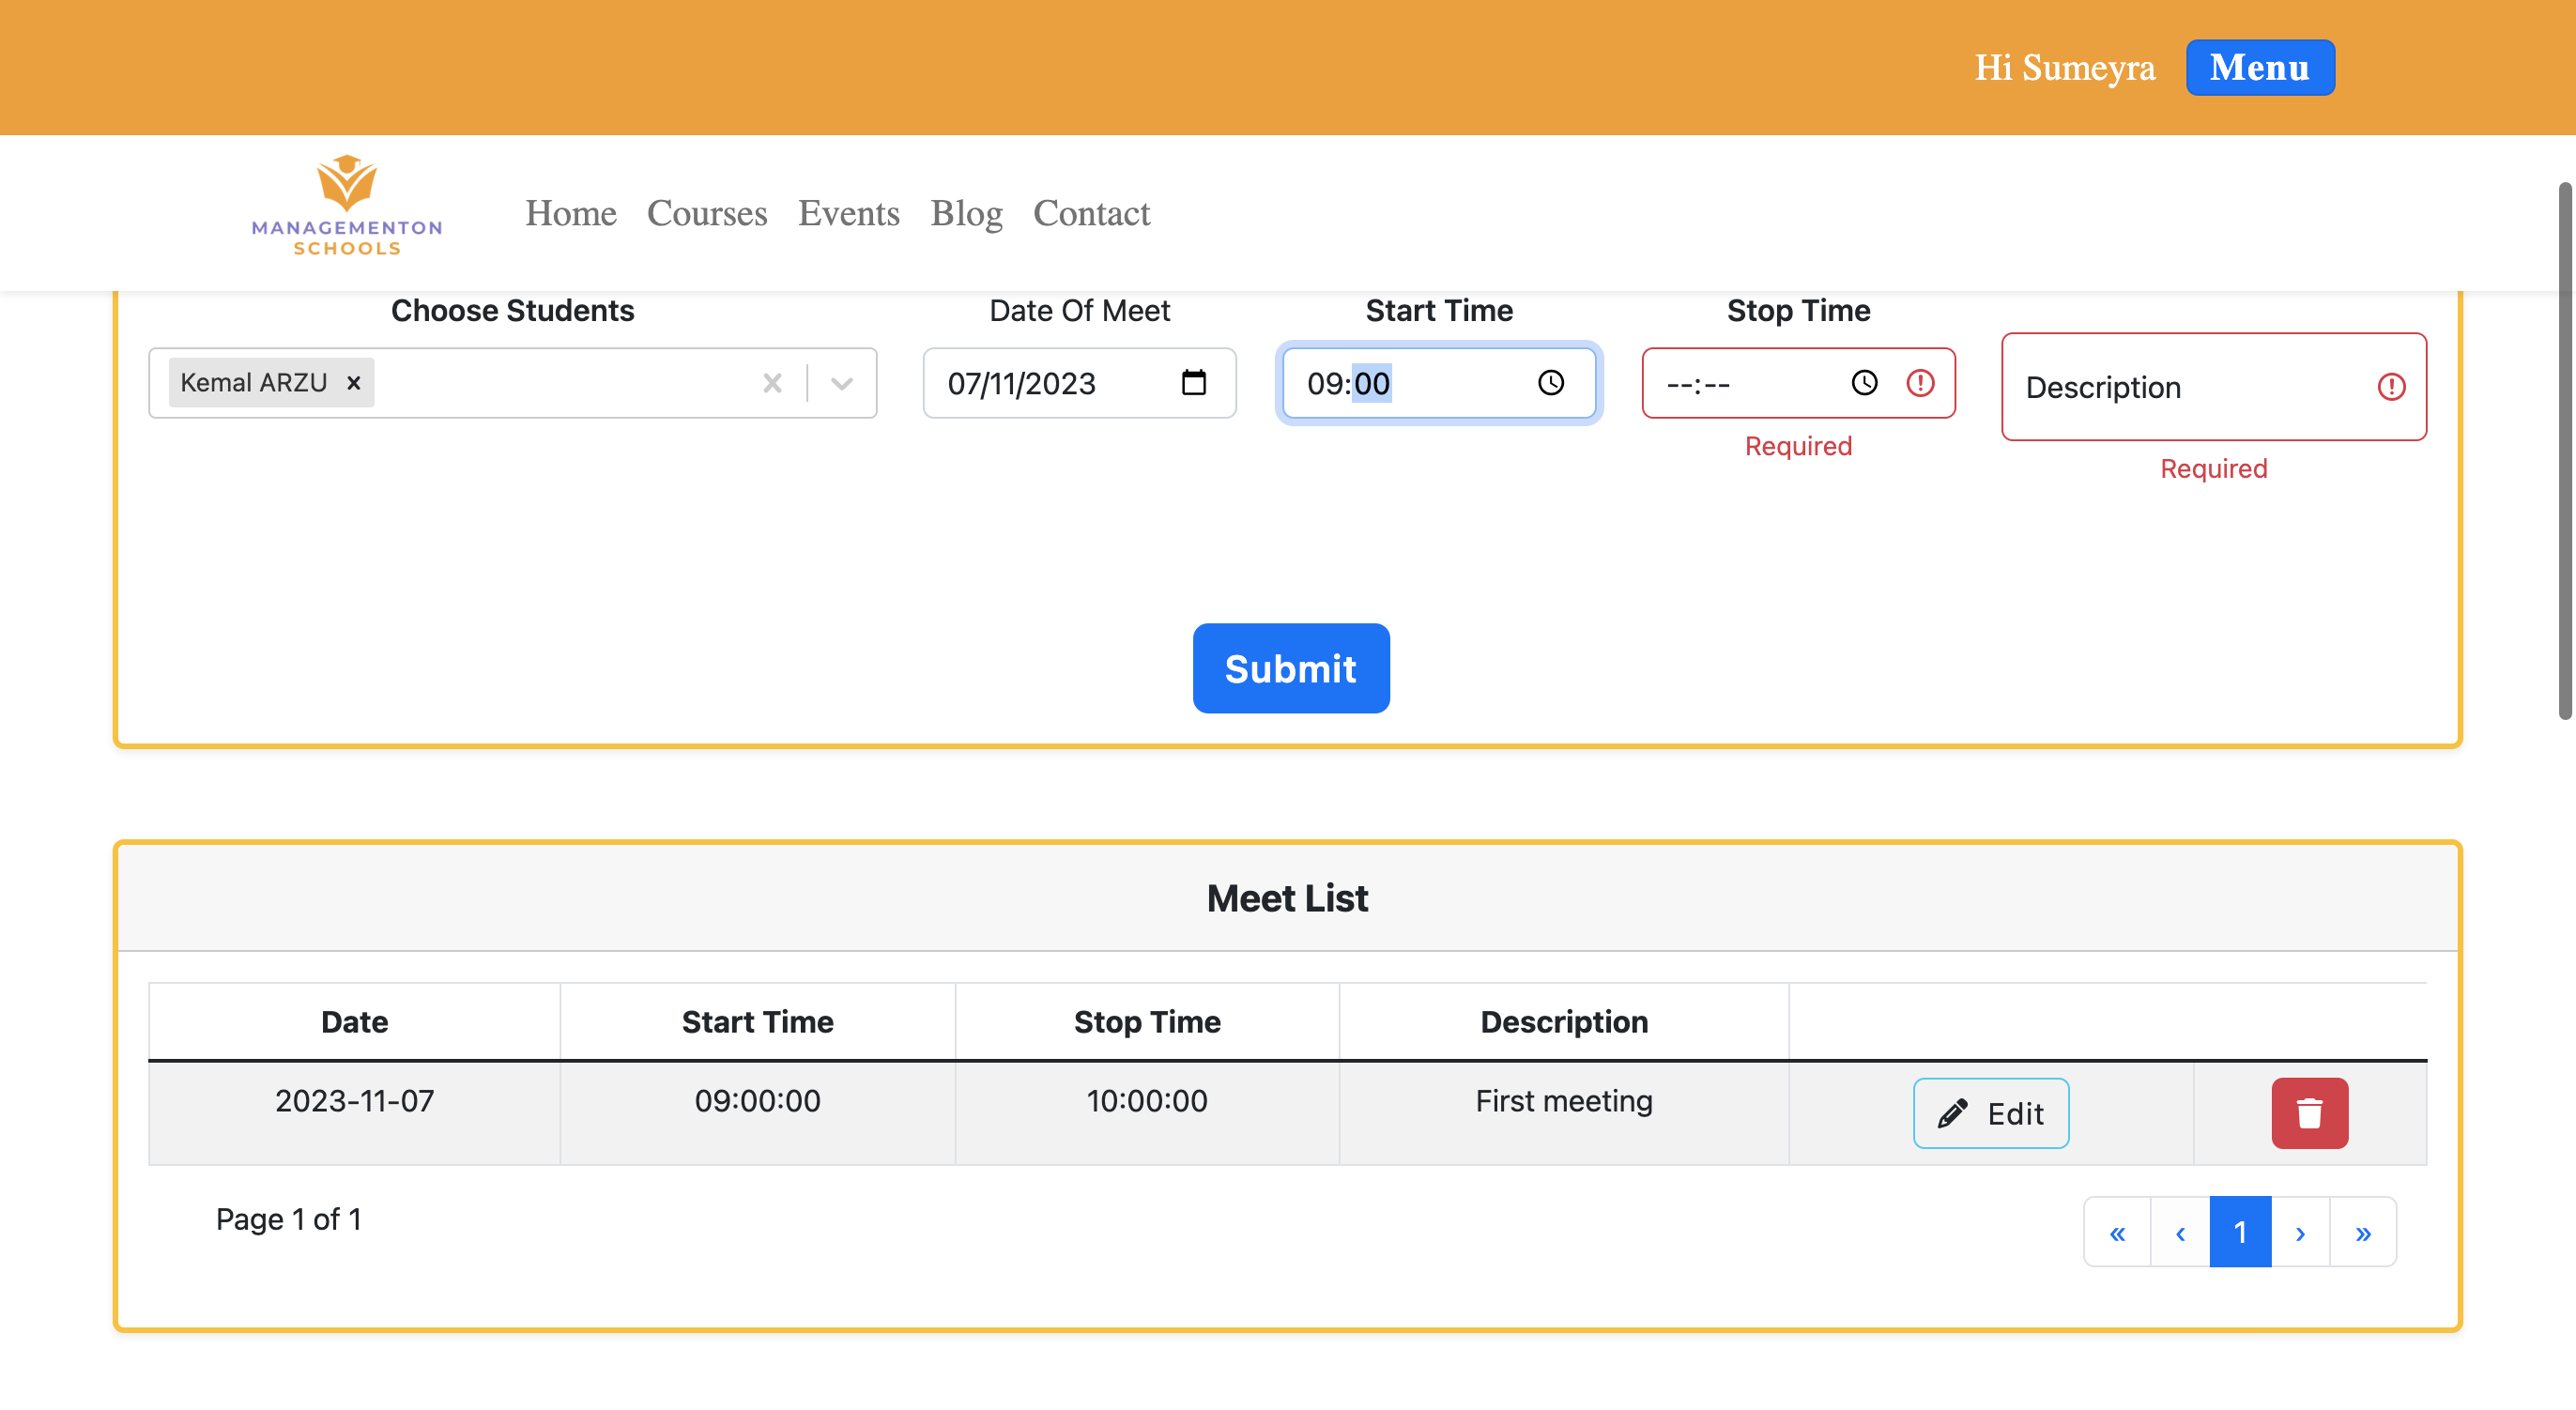 Hi Sumeyra Menu
MANAGEMENTON
SCHOOLS
Home Courses Events Blog Contact
Choose Students Date Of Meet Start Time Stop Time
Kemal ARZU 07/11/2023 09:00 --:-- Description
Required
Required
Submit
Meet List
Date Start Time Stop Time Description
2023-11-07 09:00:00 10:00:00 First meeting Edit
Page 1 of 1 « ‹ 1 › »